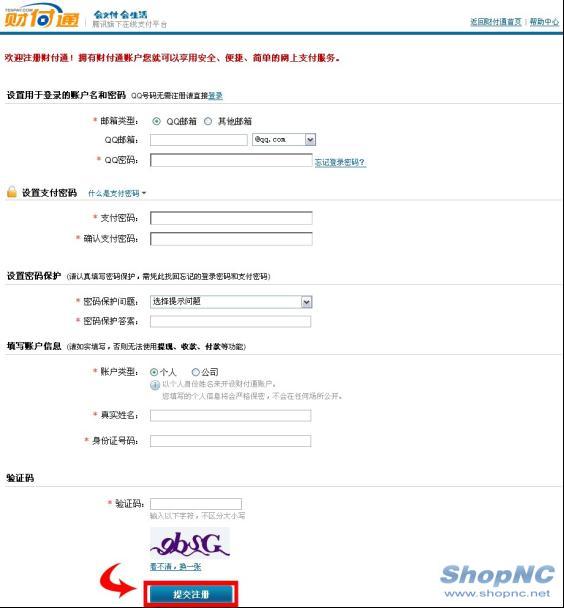 TENPAY.COM
财付通 会支付 会生活
腾讯旗下在线支付平台
返回财付通首页 | 帮助中心
欢迎注册财付通！拥有财付通账户您就可以享用安全、便捷、简单的网上支付服务。
设置用于登录的账户名和密码 QQ号码无需注册请直接登录
* 邮箱类型： QQ邮箱 其他邮箱
QQ邮箱： @qq.com
* QQ密码： 忘记登录密码？
设置支付密码 什么是支付密码
* 支付密码：
* 确认支付密码：
设置密码保护 (请认真填写密码保护，需凭此找回忘记的登录密码和支付密码)
* 密码保护问题： 选择提示问题
* 密码保护答案：
填写账户信息 (请如实填写，否则无法使用提现、收款、付款等功能)
* 账户类型： 个人 公司
以个人身份姓名来开设财付通账户。
您填写的个人信息将会严格保密，不会在任何场所公开。
* 真实姓名：
* 身份证号码：
验证码
* 验证码：
输入以下字符，不区分大小写
gbSG
看不清，换一张
提交注册
ShopNC
www.shopnc.net